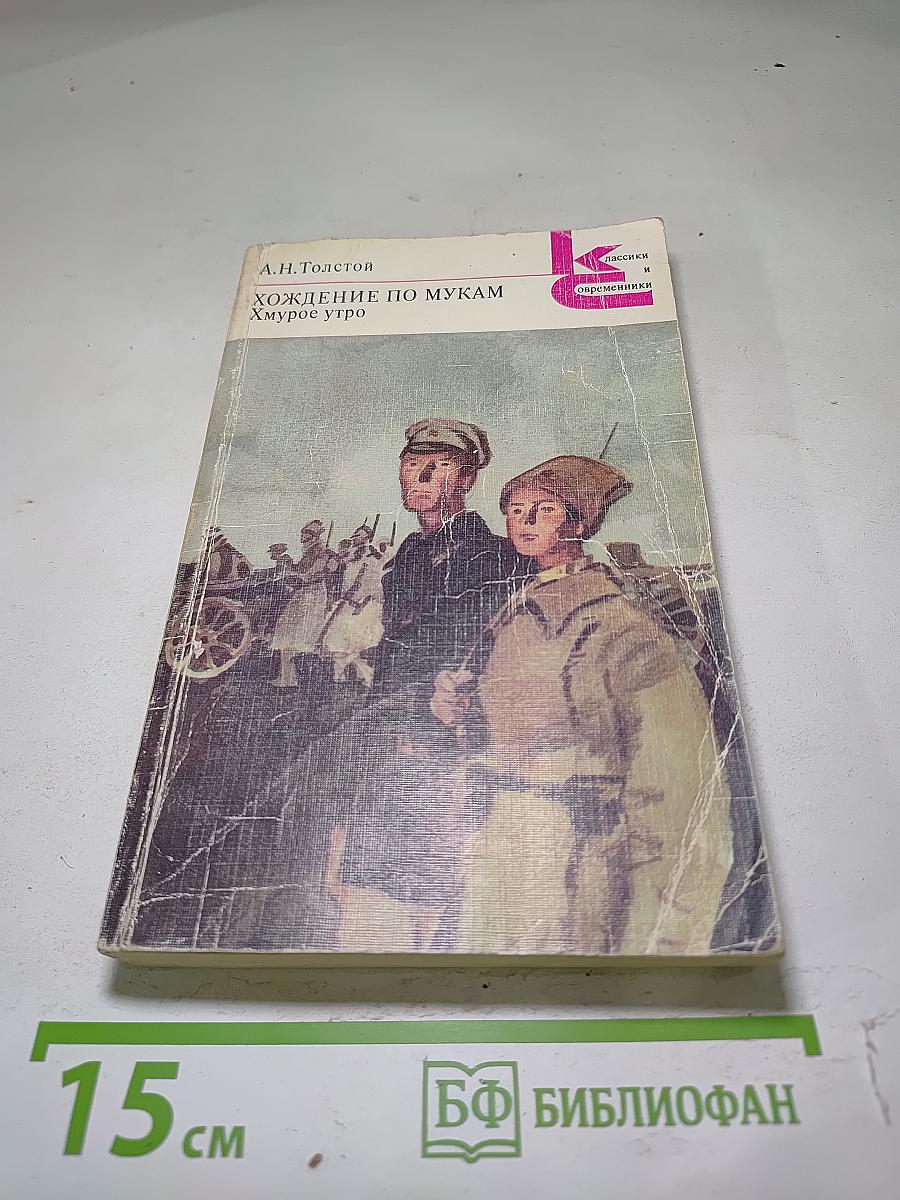 А.Н.Толстой
ХОЖДЕНИЕ ПО МУКАМ
Хмурое утро
Классики
и
Современники
15 см
БФ БИБЛИОФАН